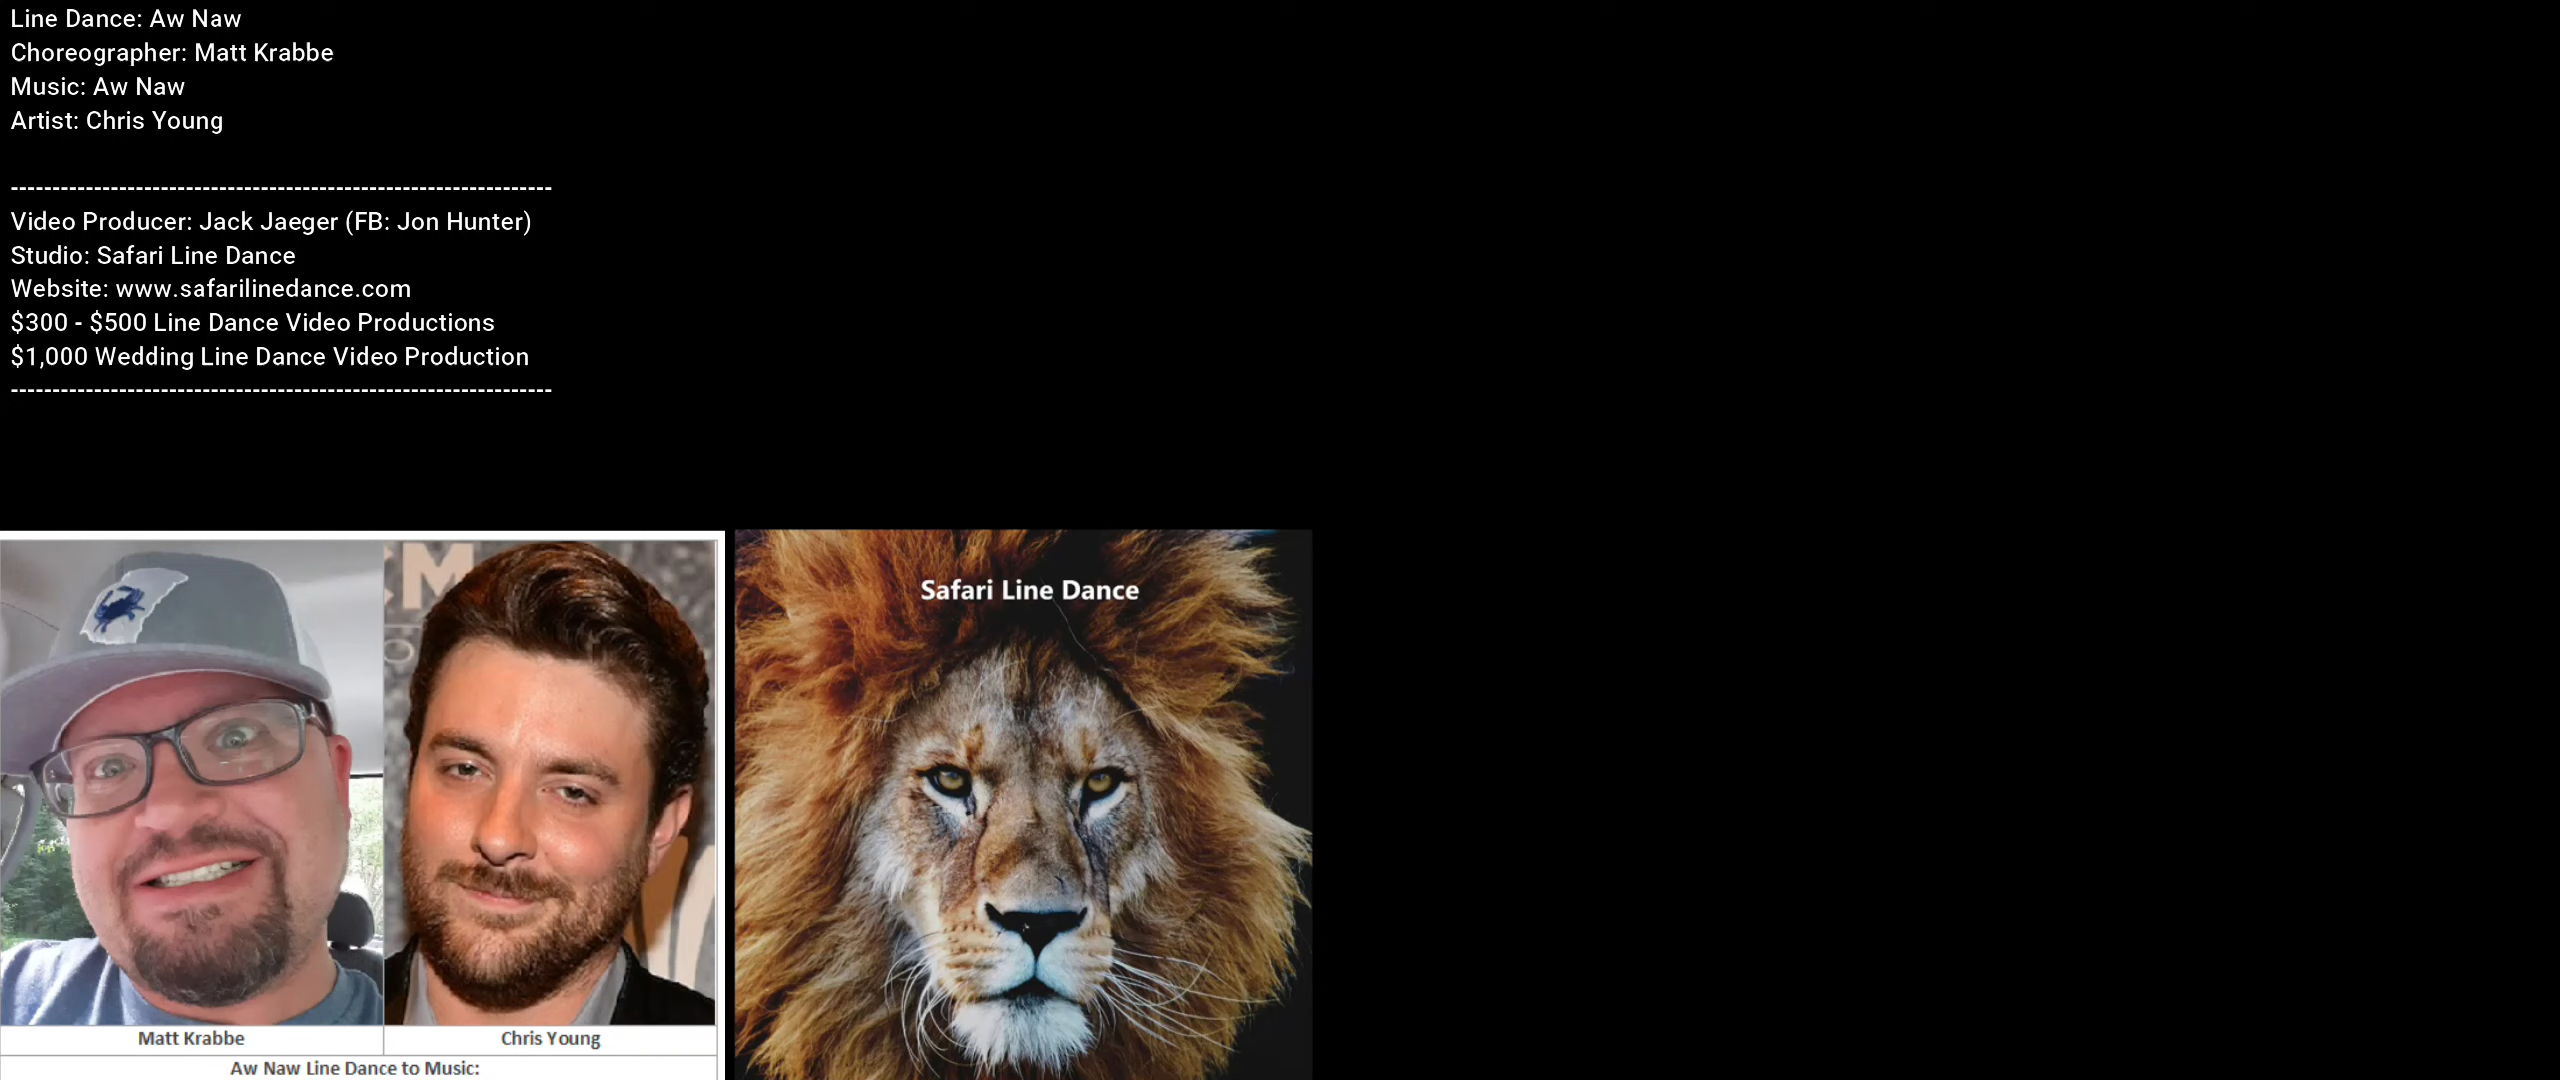 Line Dance: Aw Naw
Choreographer: Matt Krabbe
Music: Aw Naw
Artist: Chris Young
-----------------------------------------------------------------
Video Producer: Jack Jaeger (FB: Jon Hunter)
Studio: Safari Line Dance
Website: www.safarilinedance.com
$300 - $500 Line Dance Video Productions
$1,000 Wedding Line Dance Video Production
-----------------------------------------------------------------
M
O
Safari Line Dance
Matt Krabbe
Chris Young
Aw Naw Line Dance to Music: